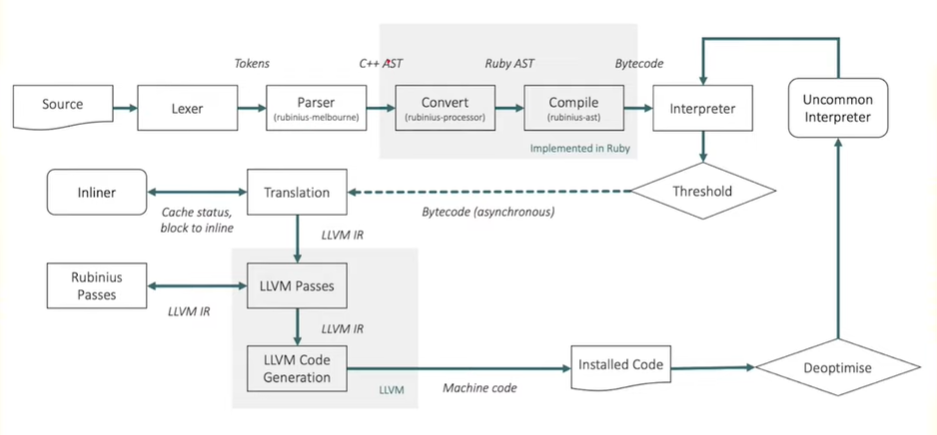 Tokens
C++ AST
Ruby AST
Bytecode
Source
Lexer
Parser
(rubinius-melbourne)
Convert
(rubinius-processor)
Compile
(rubinius-ast)
Interpreter
Uncommon
Interpreter
Implemented in Ruby
Inliner
Translation
Threshold
Cache status,
block to inline
Bytecode (asynchronous)
LLVM IR
Rubinius
Passes
LLVM Passes
LLVM IR
LLVM IR
LLVM Code
Generation
Installed Code
Deoptimise
LLVM
Machine code